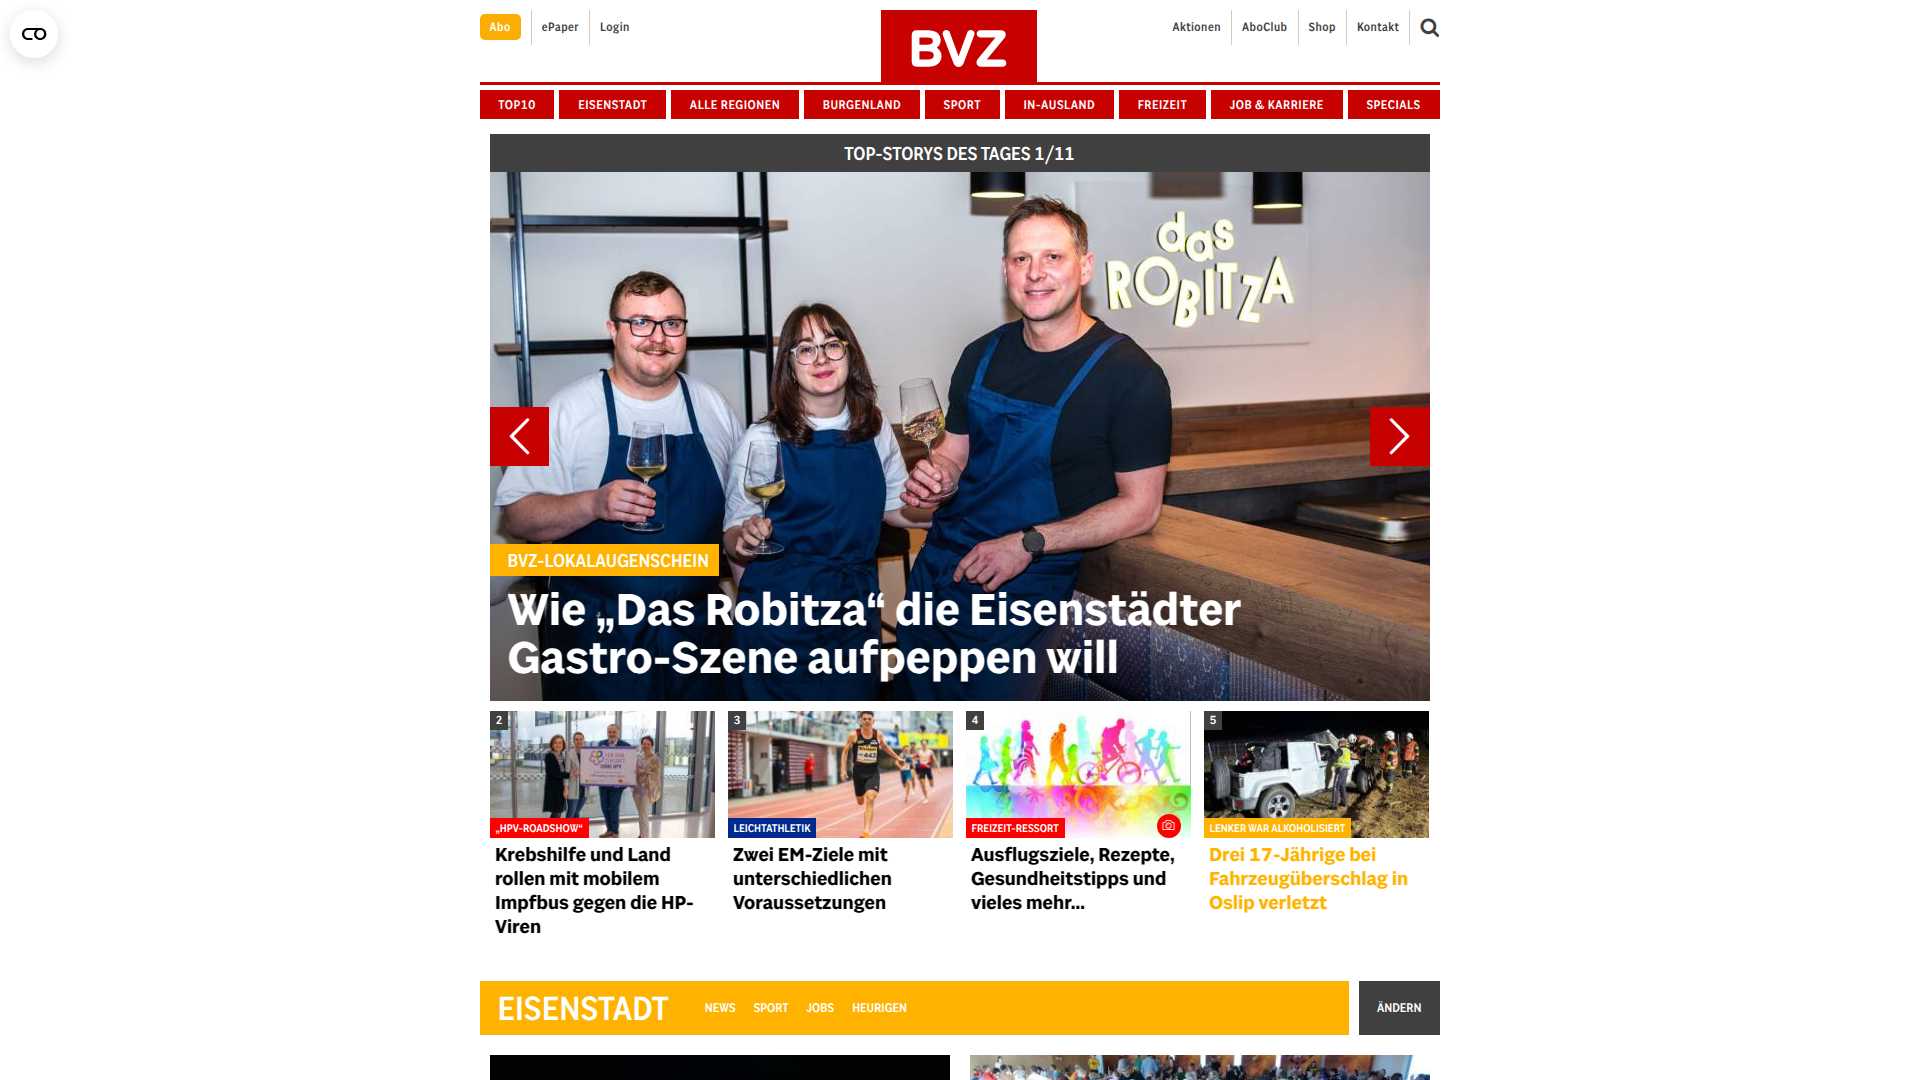 Abo
ePaper
Login
BVZ
Aktionen
AboClub
Shop
Kontakt
TOP10
EISENSTADT
ALLE REGIONEN
BURGENLAND
SPORT
IN-AUSLAND
FREIZEIT
JOB & KARRIERE
SPECIALS
TOP-STORYS DES TAGES 1/11
das
ROBITZA
BVZ-LOKALAUGENSCHEIN
Wie „Das Robitza“ die Eisenstädter
Gastro-Szene aufpeppen will
2
„HPV-ROADSHOW“
Krebshilfe und Land
rollen mit mobilem
Impfbus gegen die HP-
Viren
3
LEICHTATHLETIK
Zwei EM-Ziele mit
unterschiedlichen
Voraussetzungen
4
FREIZEIT-RESSORT
Ausflugsziele, Rezepte,
Gesundheitstipps und
vieles mehr...
5
LENKER WAR ALKOHOLISIERT
Drei 17-Jährige bei
Fahrzeugüberschlag in
Oslip verletzt
EISENSTADT
NEWS
SPORT
JOBS
HEURIGEN
ÄNDERN